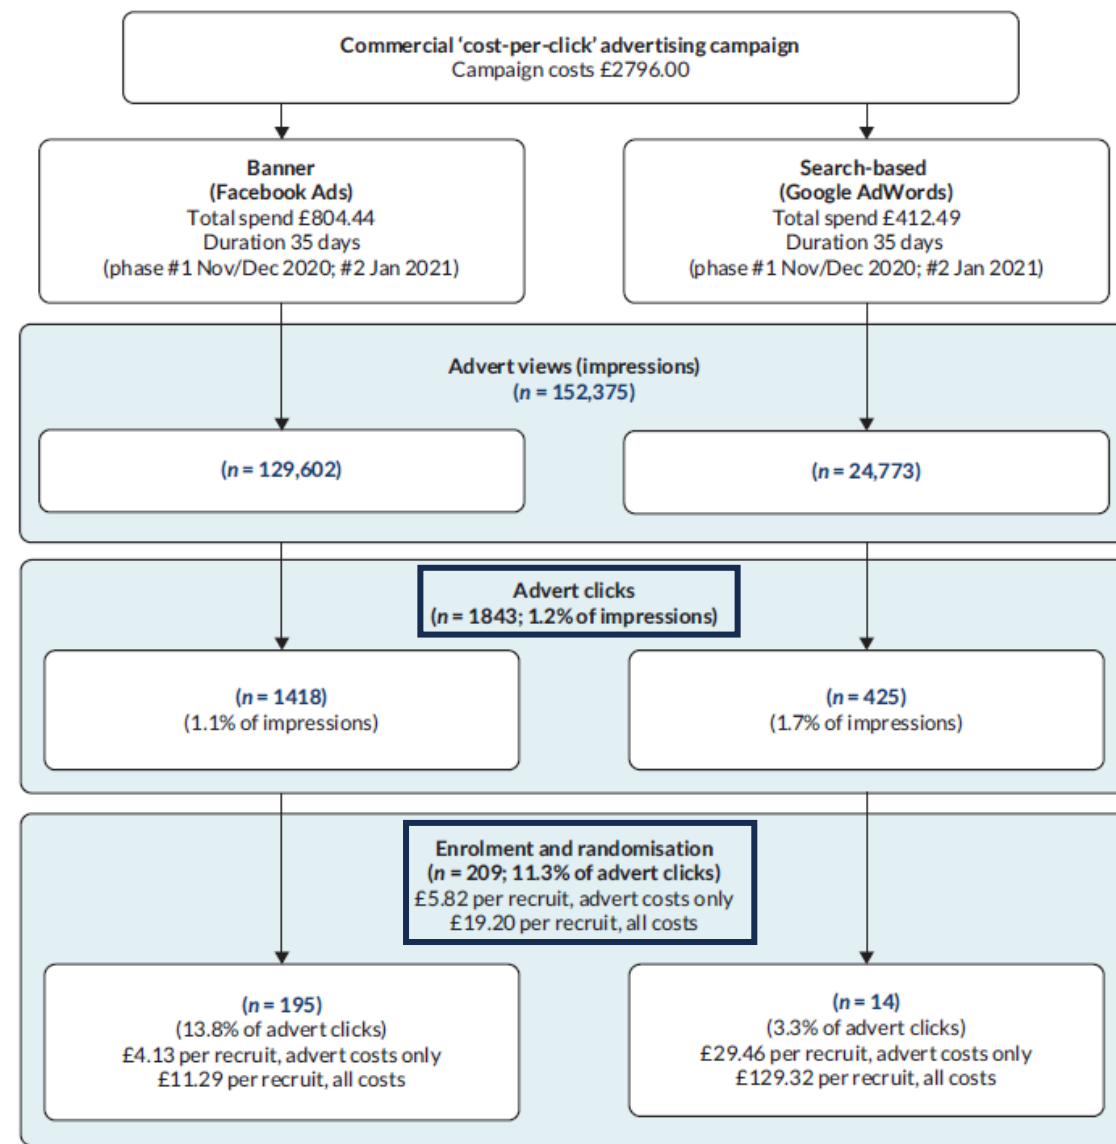 Commercial ‘cost-per-click’ advertising campaign
Campaign costs £2796.00
Banner
(Facebook Ads)
Total spend £804.44
Duration 35 days
(phase #1 Nov/Dec 2020; #2 Jan 2021)
Search-based
(Google AdWords)
Total spend £412.49
Duration 35 days
(phase #1 Nov/Dec 2020; #2 Jan 2021)
Advert views (impressions)
(n = 152,375)
(n = 129,602)
(n = 24,773)
Advert clicks
(n = 1843; 1.2% of impressions)
(n = 1418)
(1.1% of impressions)
(n = 425)
(1.7% of impressions)
Enrolment and randomisation
(n = 209; 11.3% of advert clicks)
£5.82 per recruit, advert costs only
£19.20 per recruit, all costs
(n = 195)
(13.8% of advert clicks)
£4.13 per recruit, advert costs only
£11.29 per recruit, all costs
(n = 14)
(3.3% of advert clicks)
£29.46 per recruit, advert costs only
£129.32 per recruit, all costs